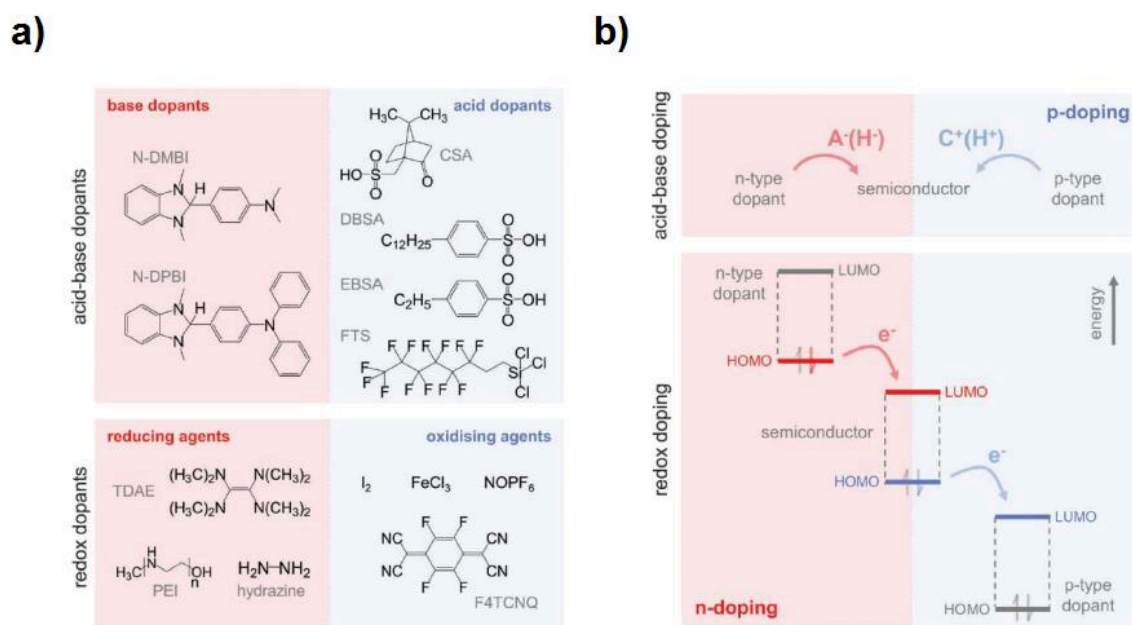 a)
base dopants
acid dopants
acid-base dopants
N-DMBI
N
H
N
N
N-DPBI
N
H
N
N
H₃C
CH₃
CSA
O
HO
S
O
O
DBSA
C₁₂H₂₅
O
S
OH
O
EBSA
C₂H₅
O
S
OH
O
FTS
F F F F F F
F
F
F F F F F F
Si
Cl
Cl
Cl
reducing agents
oxidising agents
redox dopants
TDAE
(H₃C)₂N
N(CH₃)₂
(H₃C)₂N
N(CH₃)₂
H₃C
H
N
OH
n
PEI
H₂N-NH₂
hydrazine
I₂
FeCl₃
NOPF₆
NC
F
F
CN
NC
F
F
CN
F4TCNQ
b)
acid-base doping
p-doping
A⁻(H⁻)
C⁺(H⁺)
n-type
dopant
semiconductor
p-type
dopant
redox doping
n-type
dopant
LUMO
energy
HOMO
e⁻
LUMO
semiconductor
HOMO
e⁻
LUMO
HOMO
p-type
dopant
n-doping